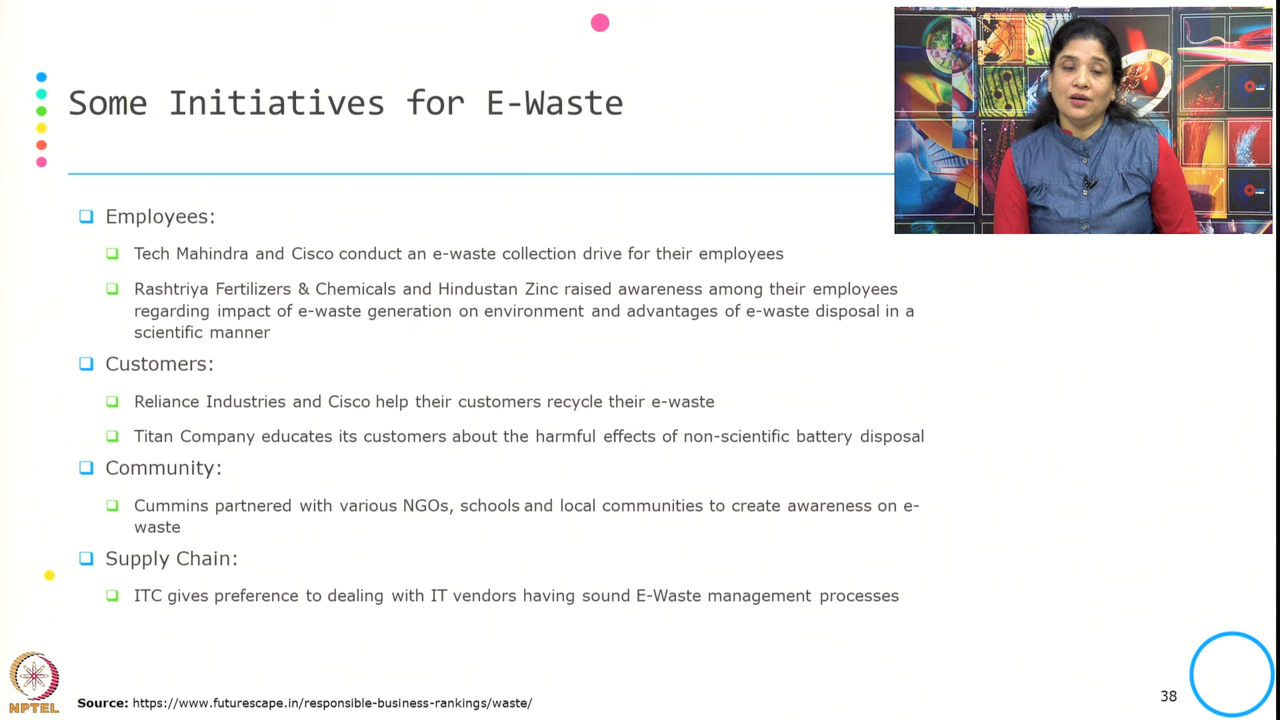 Some Initiatives for E-Waste
Employees:
Tech Mahindra and Cisco conduct an e-waste collection drive for their employees
Rashtriya Fertilizers & Chemicals and Hindustan Zinc raised awareness among their employees
regarding impact of e-waste generation on environment and advantages of e-waste disposal in a
scientific manner
Customers:
Reliance Industries and Cisco help their customers recycle their e-waste
Titan Company educates its customers about the harmful effects of non-scientific battery disposal
Community:
Cummins partnered with various NGOs, schools and local communities to create awareness on e-
waste
Supply Chain:
ITC gives preference to dealing with IT vendors having sound E-Waste management processes
NPTEL
Source: https://www.futurescape.in/responsible-business-rankings/waste/
38